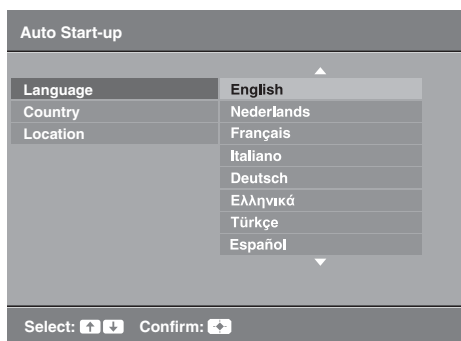 Auto Start-up
Language
Country
Location
English
Nederlands
Français
Italiano
Deutsch
Ελληνικά
Türkçe
Español
Select: Confirm: